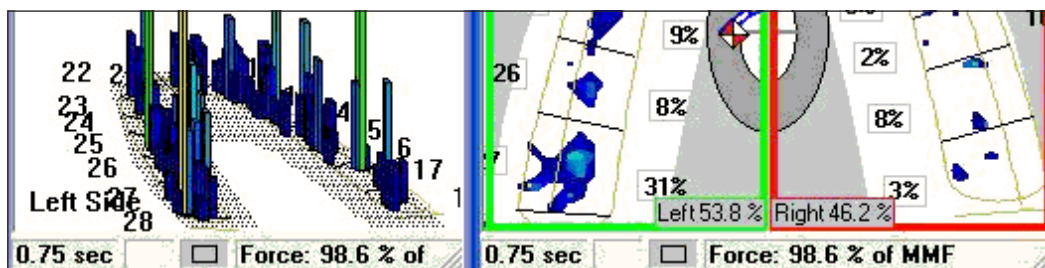 22
2
23
24
25
26
27
28
Left Side
4
5
6
17
1
0.75 sec
Force: 98.6 % of
26
9%
8%
31%
Left 53.8 %
Right 46.2 %
2%
8%
3%
0.75 sec
Force: 98.6 % of MMF